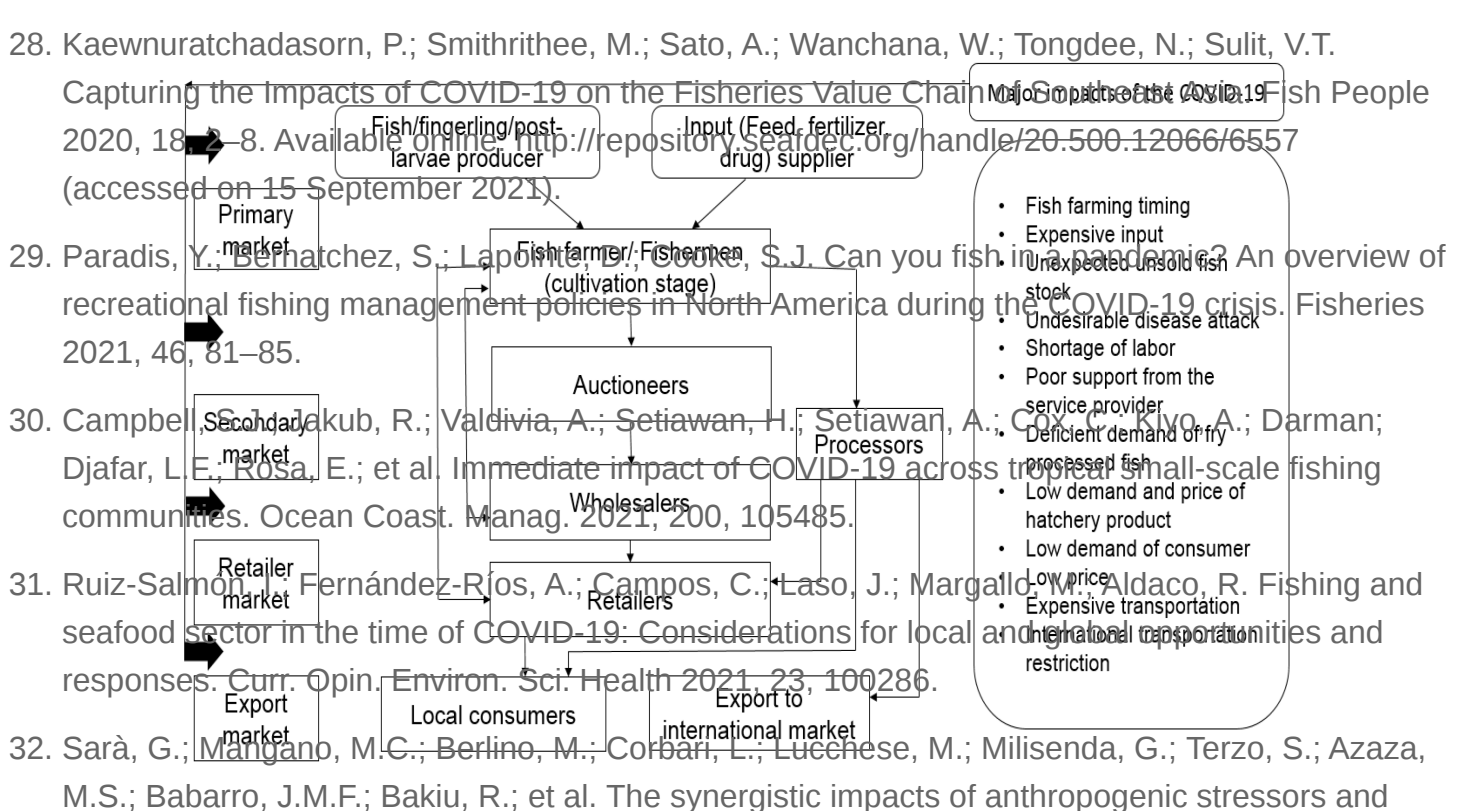 28. Kaewnuratchadasorn, P.; Smithrithee, M.; Sato, A.; Wanchana, W.; Tongdee, N.; Sulit, V.T.
Capturing the Impacts of COVID-19 on the Fisheries Value Chain of Southeast Asia. Fish People
2020, 18, 2–8. Available online: http://repository.seafdec.org/handle/20.500.12066/6557
(accessed on 15 September 2021).
29. Paradis, Y.; Bernatchez, S.; Lapointe, D.; Cooke, S.J. Can you fish in a pandemic? An overview of
recreational fishing management policies in North America during the COVID-19 crisis. Fisheries
2021, 46, 81–85.
30. Campbell, S.J.; Jakub, R.; Valdivia, A.; Setiawan, H.; Setiawan, A.; Cox, C.; Kiyo, A.; Darman;
Djafar, L.F.; Rosa, E.; et al. Immediate impact of COVID-19 across tropical small-scale fishing
communities. Ocean Coast. Manag. 2021, 200, 105485.
31. Ruiz-Salmón, I.; Fernández-Ríos, A.; Campos, C.; Laso, J.; Margallo, M.; Aldaco, R. Fishing and
seafood sector in the time of COVID-19: Considerations for local and global opportunities and
responses. Curr. Opin. Environ. Sci. Health 2021, 23, 100286.
32. Sarà, G.; Mangano, M.C.; Berlino, M.; Corbari, L.; Lucchese, M.; Milisenda, G.; Terzo, S.; Azaza,
M.S.; Babarro, J.M.F.; Bakiu, R.; et al. The synergistic impacts of anthropogenic stressors and
Major impacts of the COVID-19
Fish/fingerling/post-
larvae producer
Input (Feed, fertilizer,
drug) supplier
Primary
market
Fish farmer/ Fishermen
(cultivation stage)
Auctioneers
Secondary
market
Processors
Wholesalers
Retailer
market
Retailers
Export
market
Local consumers
Export to
international market
• Fish farming timing
• Expensive input
• Unexpected unsold fish
stock
• Undesirable disease attack
• Shortage of labor
• Poor support from the
service provider
• Deficient demand of fry
processed fish
• Low demand and price of
hatchery product
• Low demand of consumer
• Low price
• Expensive transportation
• International transportation
restriction